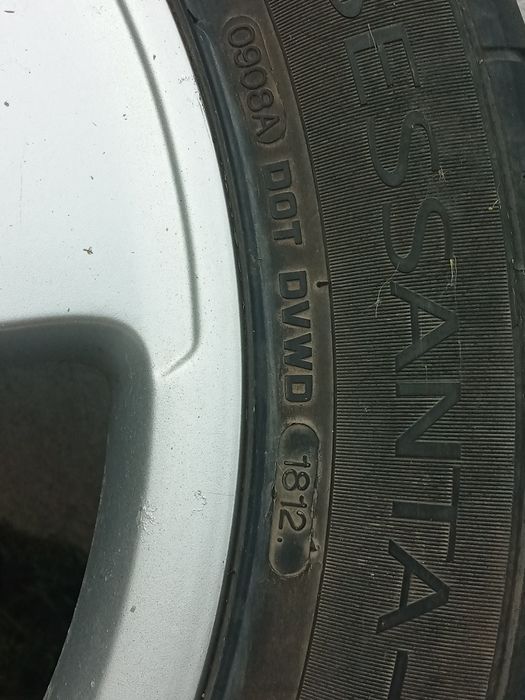 0908A DOT DVWD 1812.
ESSANTA-